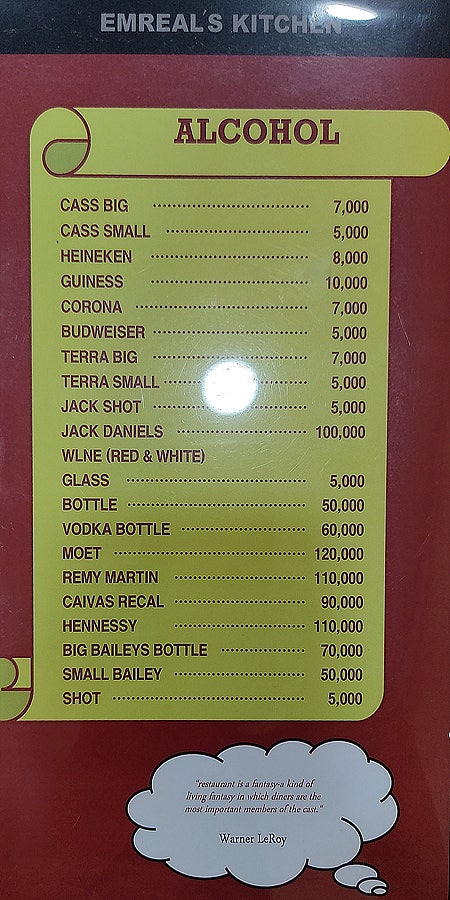 EMREAL'S KITCHEN
ALCOHOL
CASS BIG 7,000
CASS SMALL 5,000
HEINEKEN 8,000
GUINESS 10,000
CORONA 7,000
BUDWEISER 5,000
TERRA BIG 7,000
TERRA SMALL 5,000
JACK SHOT 5,000
JACK DANIELS 100,000
WLNE (RED & WHITE)
GLASS 5,000
BOTTLE 50,000
VODKA BOTTLE 60,000
MOET 120,000
REMY MARTIN 110,000
CAIVAS RECAL 90,000
HENNESSY 110,000
BIG BAILEYS BOTTLE 70,000
SMALL BAILEY 50,000
SHOT 5,000
"restaurant is a fantasy-a kind of
living fantasy in which diners are the
most important members of the cast."
Warner LeRoy